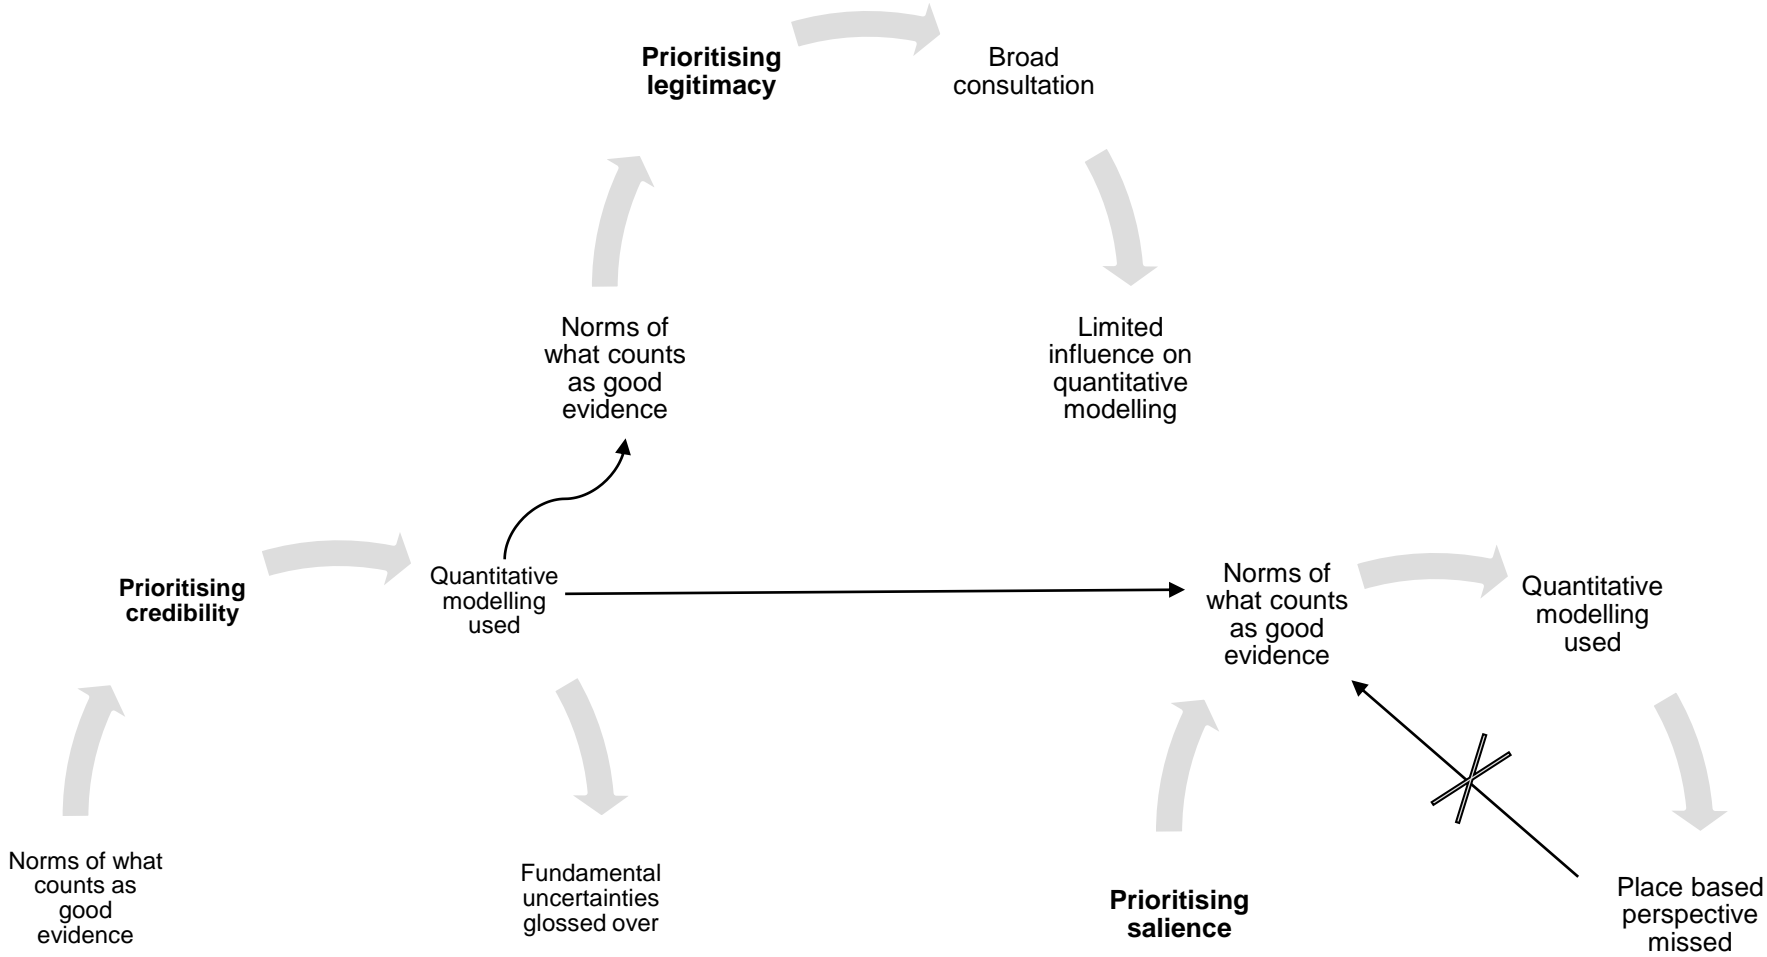 Prioritising
legitimacy
Broad
consultation
Norms of
what counts
as good
evidence
Limited
influence on
quantitative
modelling
Prioritising
credibility
Quantitative
modelling
used
Norms of
what counts
as good
evidence
Quantitative
modelling
used
Norms of what
counts as
good
evidence
Fundamental
uncertainties
glossed over
Prioritising
salience
Place based
perspective
missed